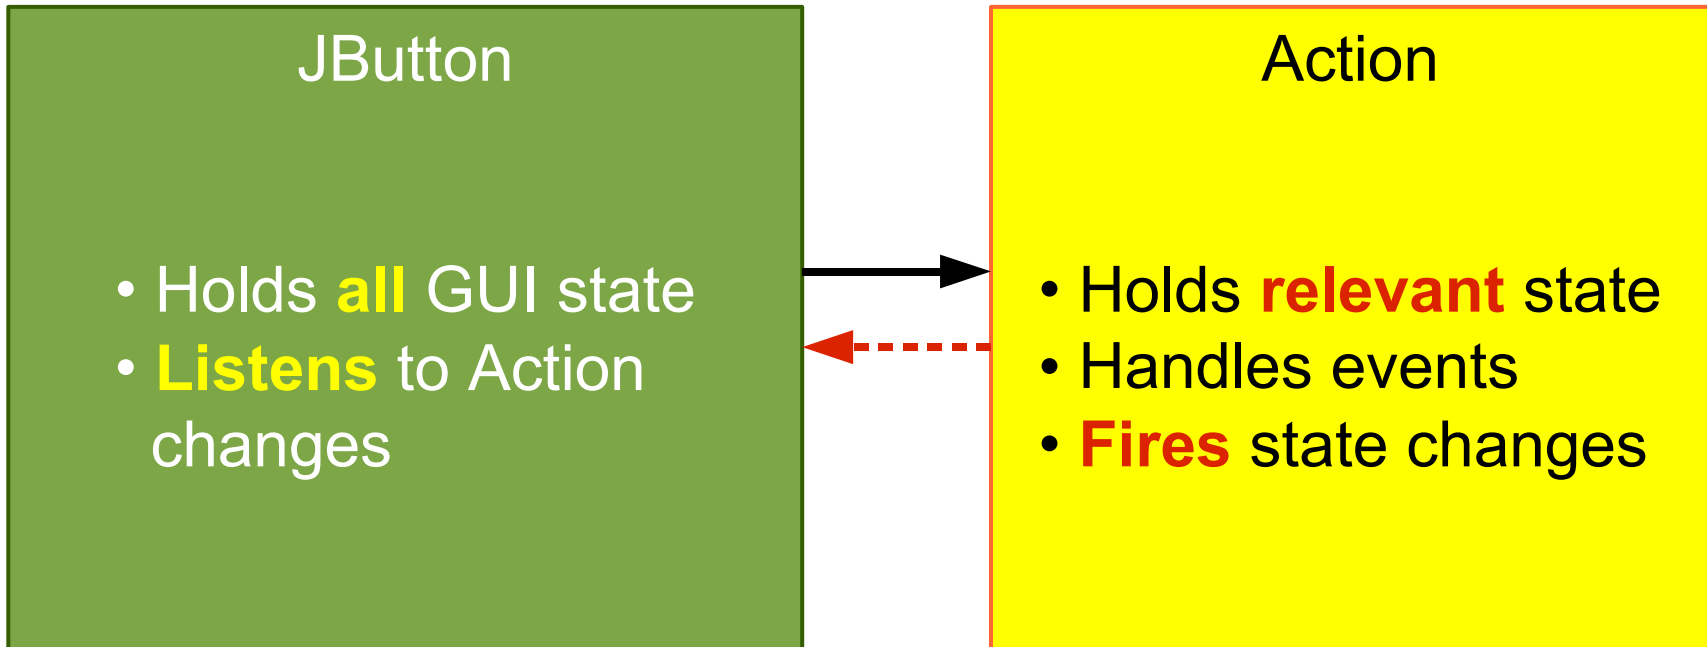 JButton
• Holds all GUI state
• Listens to Action
changes
Action
• Holds relevant state
• Handles events
• Fires state changes